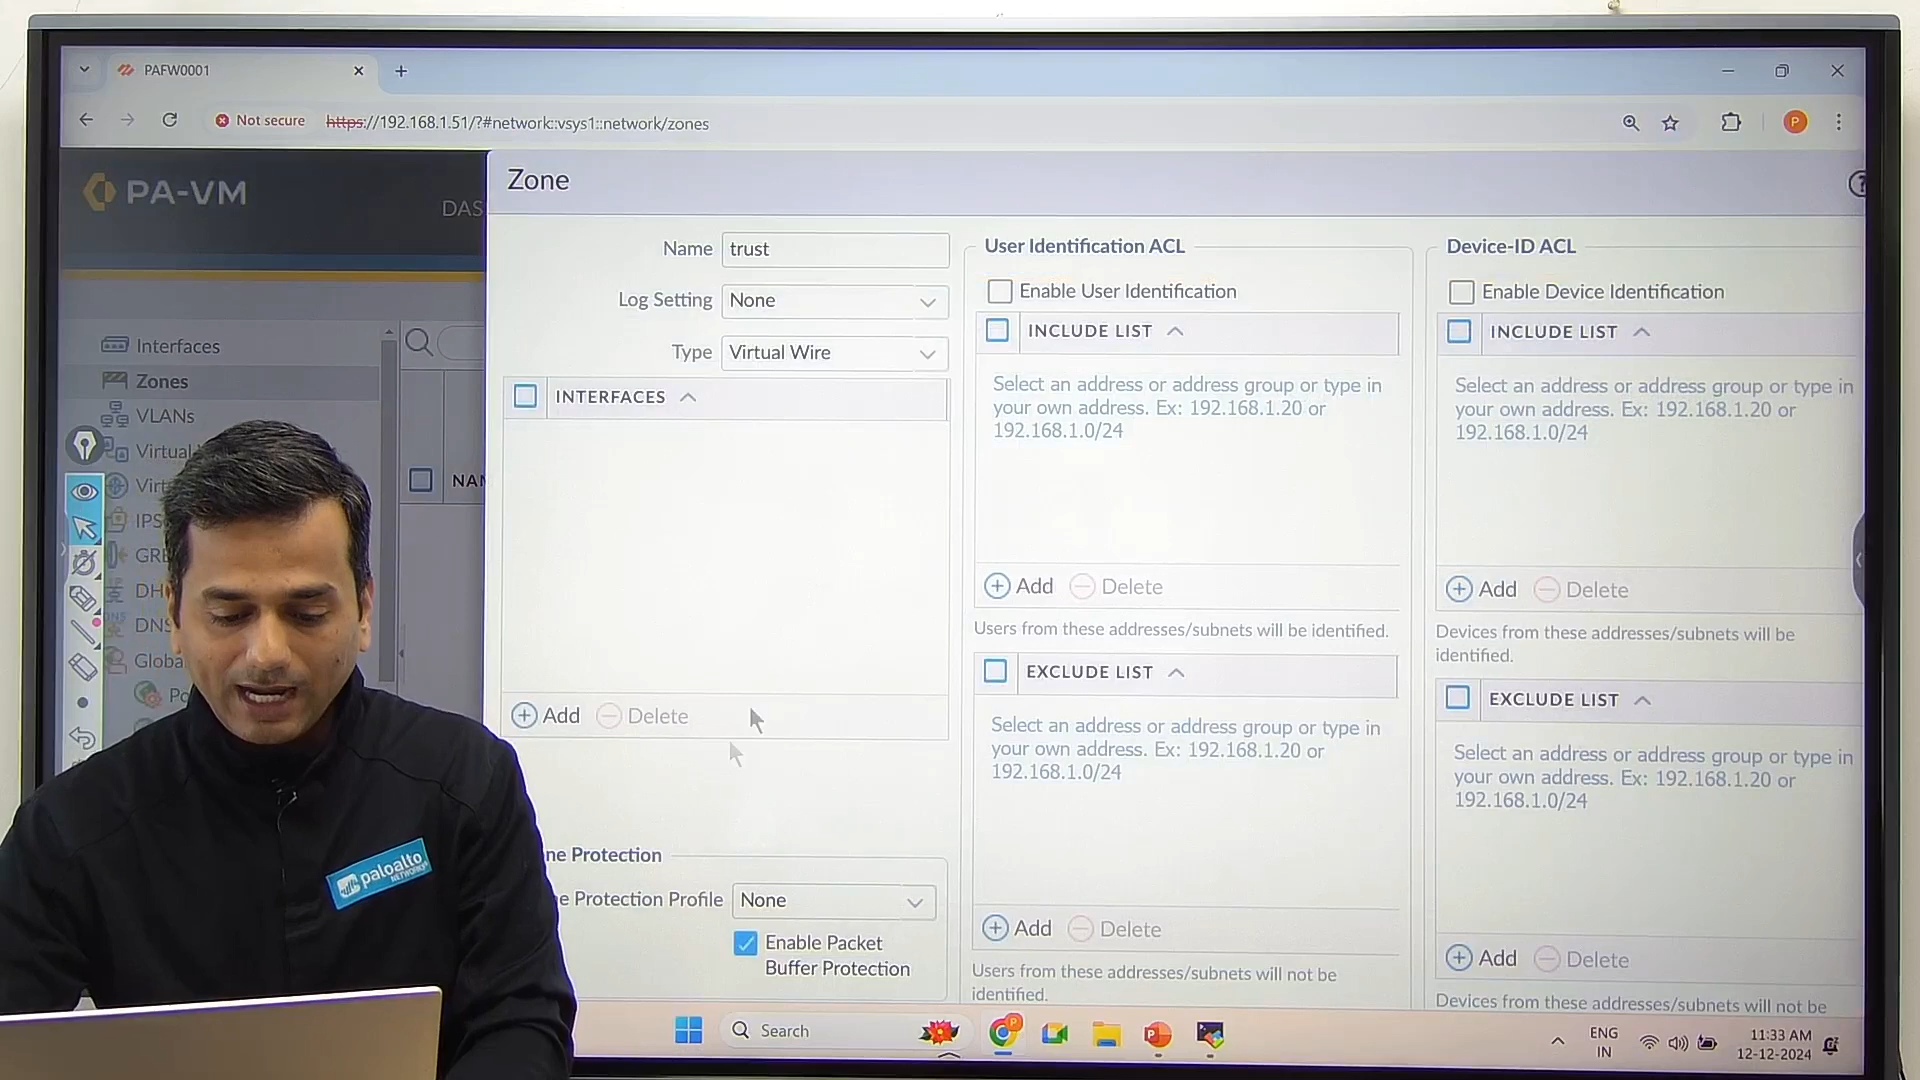 PAFW0001
Not secure
https://192.168.1.51/?#network::vsys1::network/zones
PA-VM
DAS
Zone
Name
trust
Log Setting
None
Type
Virtual Wire
INTERFACES
Add
Delete
ne Protection
e Protection Profile
None
Enable Packet
Buffer Protection
User Identification ACL
Enable User Identification
INCLUDE LIST
Select an address or address group or type in
your own address. Ex: 192.168.1.20 or
192.168.1.0/24
Add
Delete
Users from these addresses/subnets will be identified.
EXCLUDE LIST
Select an address or address group or type in
your own address. Ex: 192.168.1.20 or
192.168.1.0/24
Add
Delete
Users from these addresses/subnets will not be
identified.
Device-ID ACL
Enable Device Identification
INCLUDE LIST
Select an address or address group or type in
your own address. Ex: 192.168.1.20 or
192.168.1.0/24
Add
Delete
Devices from these addresses/subnets will be
identified.
EXCLUDE LIST
Select an address or address group or type in
your own address. Ex: 192.168.1.20 or
192.168.1.0/24
Add
Delete
Devices from these addresses/subnets will not be
Interfaces
Zones
VLANs
Virtual
Virt
IPS
GRE
DH
DNS
Globa
Po
NAM
paloalto
NETWORKS
Search
ENG
IN
11:33 AM
12-12-2024